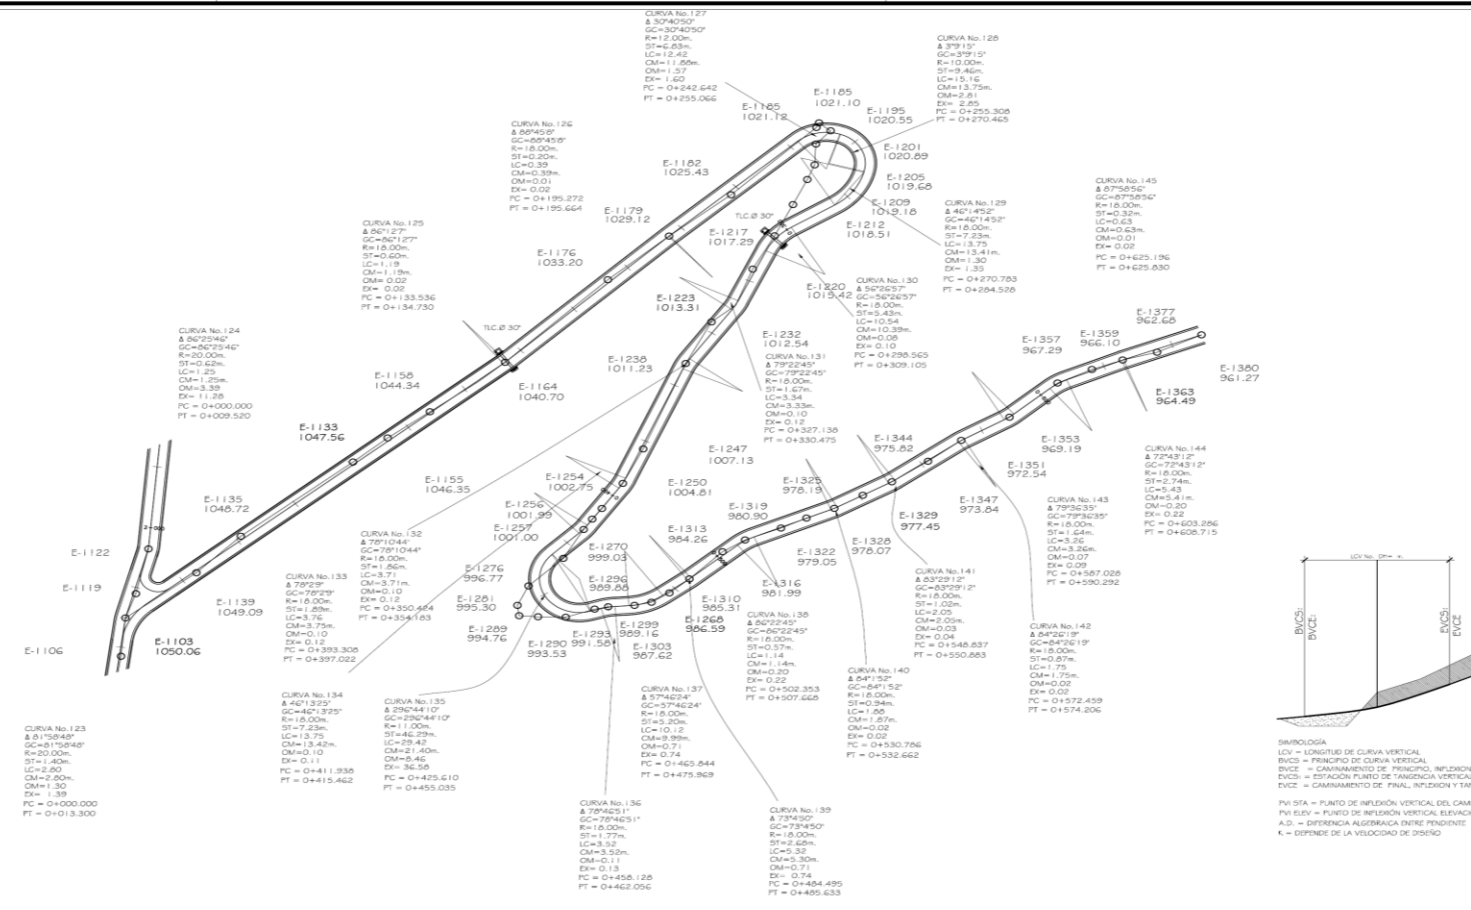 CURVA No.127
Δ 30°40'50"
GC=30°40'50"
R=12.00m.
ST=6.83m.
LC=12.42
CM=11.88m.
OM=1.57
EX= 1.60
PC = 0+242.642
PT = 0+255.066
CURVA No.128
Δ 3°9'15"
GC=3°9'15"
R=10.00m.
ST=9.46m.
LC=15.16
CM=13.75m.
OM=2.81
EX= 2.85
PC = 0+255.308
PT = 0+270.465
CURVA No.126
Δ 88°45'8"
GC=88°45'8"
R=18.00m.
ST=0.20m.
LC=0.39
CM=0.39m.
OM=0.01
EX= 0.02
PC = 0+195.272
PT = 0+195.664
CURVA No.125
Δ 86°12'7"
GC=86°12'7"
R=18.00m.
ST=0.60m.
LC=1.19
CM=1.19m.
OM= 0.02
EX= 0.02
PC = 0+133.536
PT = 0+134.730
CURVA No.124
Δ 86°25'46"
GC=86°25'46"
R=20.00m.
ST=0.62m.
LC=1.25
CM=1.25m.
OM=3.39
EX= 11.28
PC = 0+000.000
PT = 0+009.520
E-1185
1021.12
E-1185
1021.10
E-1195
1020.55
E-1201
1020.89
E-1205
1019.68
E-1209
1019.18
E-1212
1018.51
E-1182
1025.43
E-1179
1029.12
E-1176
1033.20
TLC.Ø 30"
E-1217
1017.29
E-1220
1015.42
E-1223
1013.31
E-1232
1012.54
E-1238
1011.23
TLC.Ø 30"
E-1158
1044.34
E-1164
1040.70
E-1133
1047.56
E-1155
1046.35
E-1135
1048.72
E-1122
E-1119
E-1139
1049.09
E-1103
1050.06
E-1106
CURVA No.129
Δ 46°14'52"
GC=46°14'52"
R=18.00m.
ST=7.23m.
LC=13.75
CM=13.41m.
OM=1.30
EX= 1.35
PC = 0+270.783
PT = 0+284.528
CURVA No.130
Δ 56°26'57"
GC=56°26'57"
R=18.00m.
ST=5.43m.
LC=10.54
CM=10.39m.
OM=0.08
EX= 0.10
PC = 0+298.565
PT = 0+309.105
CURVA No.131
Δ 79°22'45"
GC=79°22'45"
R=18.00m.
ST=1.67m.
LC=3.34
CM=3.33m.
OM=0.10
EX= 0.12
PC = 0+327.138
PT = 0+330.475
CURVA No.145
Δ 87°58'56"
GC=87°58'56"
R=18.00m.
ST=0.32m.
LC=0.63
CM=0.63m.
OM=0.01
EX= 0.02
PC = 0+625.196
PT = 0+625.830
E-1377
962.68
E-1359
966.10
E-1357
967.29
E-1380
961.27
E-1363
964.49
E-1353
969.19
E-1351
972.54
E-1347
973.84
E-1344
975.82
E-1247
1007.13
E-1250
1004.81
E-1254
1002.75
E-1256
1001.99
E-1257
1001.00
E-1325
978.19
E-1319
980.90
E-1313
984.26
E-1329
977.45
E-1328
978.07
E-1322
979.05
E-1316
981.99
E-1310
985.31
E-1268
986.59
E-1270
999.03
E-1296
989.88
E-1276
996.77
E-1281
995.30
E-1289
994.76
E-1290
993.53
E-1293
991.58
E-1299
989.16
E-1303
987.62
CURVA No.132
Δ 78°10'44"
GC=78°10'44"
R=18.00m.
ST=1.86m.
LC=3.71
CM=3.71m.
OM=0.10
EX= 0.12
PC = 0+350.424
PT = 0+354.183
CURVA No.133
Δ 78°29"
GC=78°29"
R=18.00m.
ST=1.89m.
LC=3.76
CM=3.75m.
OM=0.10
EX= 0.12
PC = 0+393.308
PT = 0+397.022
CURVA No.134
Δ 46°13'25"
GC=46°13'25"
R=18.00m.
ST=7.23m.
LC=13.75
CM=13.42m.
OM=0.10
EX= 0.11
PC = 0+411.938
PT = 0+415.462
CURVA No.135
Δ 296°44'10"
GC=296°44'10"
R=11.00m.
ST=46.29m.
LC=29.42
CM=21.40m.
OM=8.46
EX= 36.58
PC = 0+425.610
PT = 0+455.035
CURVA No.123
Δ 81°58'48"
GC=81°58'48"
R=20.00m.
ST=1.40m.
LC=2.80
CM=2.80m.
OM=1.30
EX= 1.39
PC = 0+000.000
PT = 0+013.300
CURVA No.136
Δ 78°46'51"
GC=78°46'51"
R=18.00m.
ST=1.77m.
LC=3.52
CM=3.52m.
OM=0.11
EX= 0.13
PC = 0+458.128
PT = 0+462.056
CURVA No.137
Δ 57°46'24"
GC=57°46'24"
R=18.00m.
ST=5.20m.
LC=10.12
CM=9.99m.
OM=0.71
EX= 0.74
PC = 0+465.844
PT = 0+475.969
CURVA No.138
Δ 86°22'45"
GC=86°22'45"
R=18.00m.
ST=0.57m.
LC=1.14
CM=1.14m.
OM=0.20
EX= 0.22
PC = 0+502.353
PT = 0+507.668
CURVA No.139
Δ 73°4'50"
GC=73°4'50"
R=18.00m.
ST=2.68m.
LC=5.32
CM=5.30m.
OM=0.71
EX= 0.74
PC = 0+484.495
PT = 0+485.633
CURVA No.140
Δ 84°1'52"
GC=84°1'52"
R=18.00m.
ST=0.94m.
LC=1.88
CM=1.87m.
OM=0.02
EX= 0.02
PC = 0+530.786
PT = 0+532.662
CURVA No.141
Δ 83°29'12"
GC=83°29'12"
R=18.00m.
ST=1.02m.
LC=2.05
CM=2.05m.
OM=0.03
EX= 0.04
PC = 0+548.837
PT = 0+550.883
CURVA No.142
Δ 84°26'19"
GC=84°26'19"
R=18.00m.
ST=0.87m.
LC=1.75
CM=1.75m.
OM=0.02
EX= 0.02
PC = 0+572.459
PT = 0+574.206
CURVA No.143
Δ 79°36'35"
GC=79°36'35"
R=18.00m.
ST=1.64m.
LC=3.26
CM=3.26m.
OM=0.07
EX= 0.09
PC = 0+587.028
PT = 0+590.292
CURVA No.144
Δ 72°43'12"
GC=72°43'12"
R=18.00m.
ST=2.74m.
LC=5.43
CM=5.41m.
OM=0.20
EX= 0.22
PC = 0+603.286
PT = 0+608.715
BVCS:
BVCE:
EVCS:
EVCE
SIMBOLOGÍA
LCV = LONGITUD DE CURVA VERTICAL
BVCS = PRINCIPIO DE CURVA VERTICAL
BVCE = CAMINAMIENTO DE PRINCIPIO, INFLEXION
EVCS: = ESTACIÓN PUNTO DE TANGENCIA VERTICAL
EVCE = CAMINAMIENTO DE FINAL, INFLEXION Y TAN
PVI STA = PUNTO DE INFLEXIÓN VERTICAL DEL CAM
PVI ELEV = PUNTO DE INFLEXIÓN VERTICAL ELEVACI
A.D. = DIFERENCIA ALGEBRAICA ENTRE PENDIENTE
K = DEPENDE DE LA VELOCIDAD DE DISEÑO